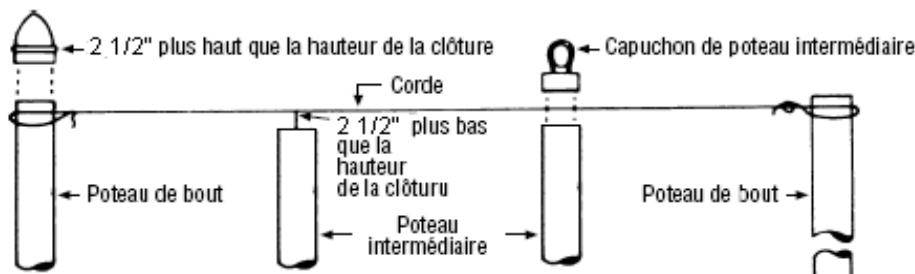 2 1/2" plus haut que la hauteur de la clôture
Capuchon de poteau intermédiaire
Corde
2 1/2" plus bas
que la
hauteur
de la clôturu
Poteau de bout
Poteau
intermédiaire
Poteau de bout